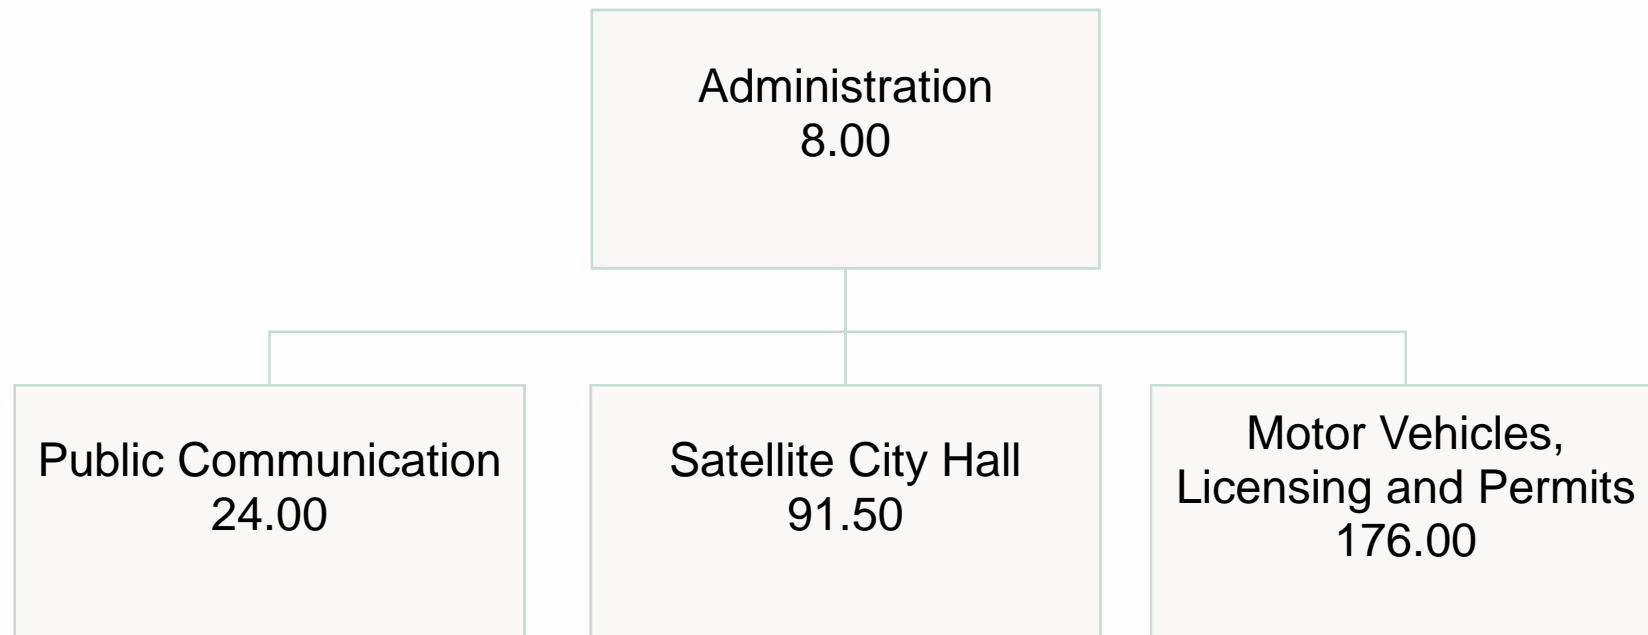 Administration
8.00
Public Communication
24.00
Satellite City Hall
91.50
Motor Vehicles,
Licensing and Permits
176.00